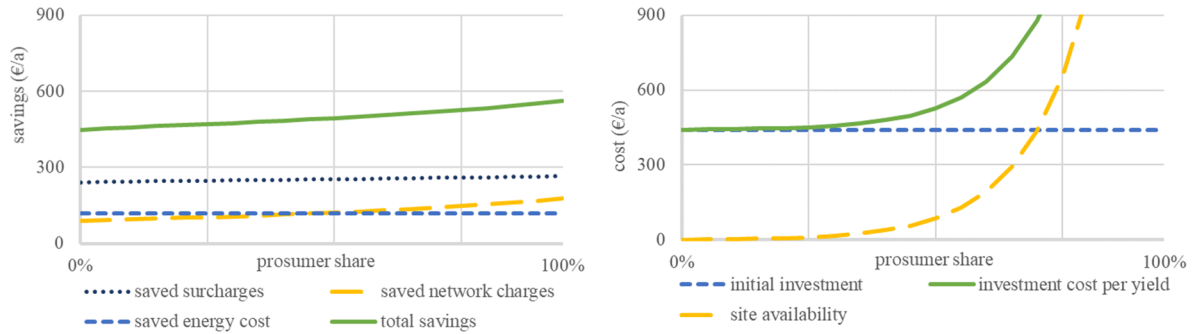 900
600
300
0
savings (€/a)
0%
prosumer share
100%
saved surcharges
saved network charges
saved energy cost
total savings
900
600
300
0
cost (€/a)
0%
prosumer share
100%
initial investment
investment cost per yield
site availability